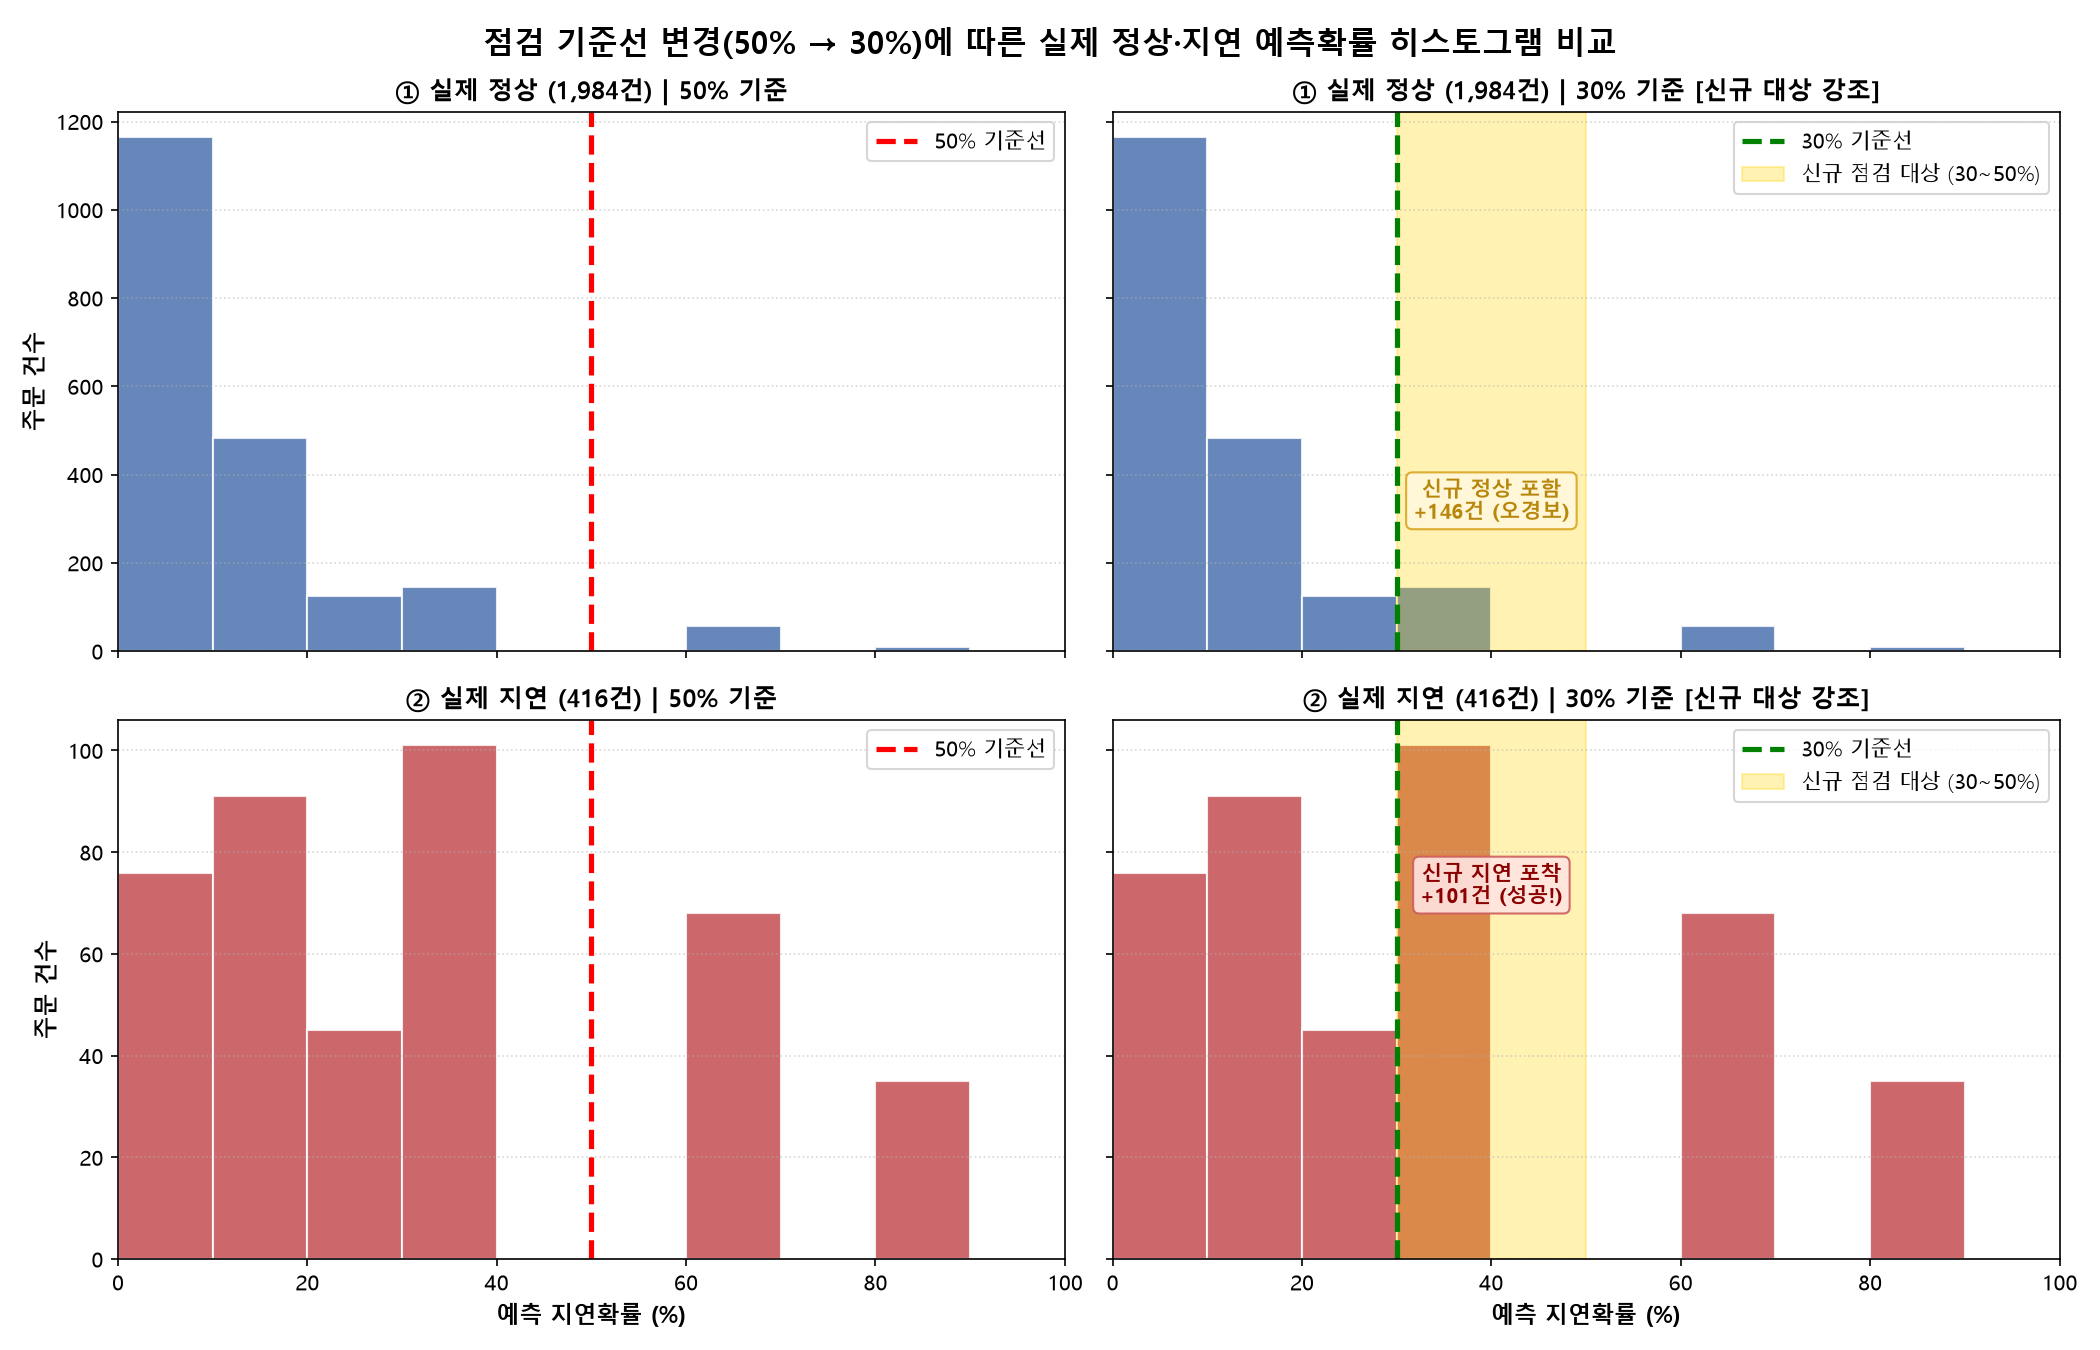 점검 기준선 변경(50% → 30%)에 따른 실제 정상·지연 예측확률 히스토그램 비교
① 실제 정상 (1,984건) | 50% 기준
1200
1000
800
600
400
200
0
주문 건수
50% 기준선
① 실제 정상 (1,984건) | 30% 기준 [신규 대상 강조]
30% 기준선
신규 점검 대상 (30~50%)
신규 정상 포함
+146건 (오경보)
② 실제 지연 (416건) | 50% 기준
100
80
60
40
20
0
주문 건수
50% 기준선
0 20 40 60 80 100
예측 지연확률 (%)
② 실제 지연 (416건) | 30% 기준 [신규 대상 강조]
30% 기준선
신규 점검 대상 (30~50%)
신규 지연 포착
+101건 (성공!)
0 20 40 60 80 100
예측 지연확률 (%)